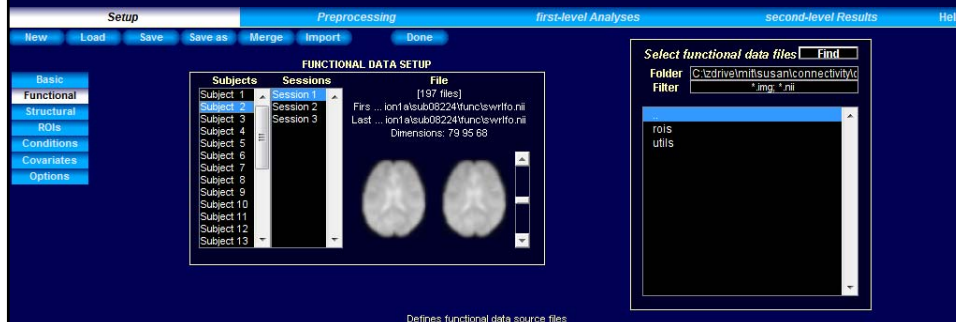 Setup Preprocessing first-level Analyses second-level Results Hel
New Load Save Save as Merge Import Done
FUNCTIONAL DATA SETUP
Basic
Functional
Structural
ROIs
Conditions
Covariates
Options
Subjects Sessions File
Subject 1
Subject 2
Subject 3
Subject 4
Subject 5
Subject 6
Subject 7
Subject 8
Subject 9
Subject 10
Subject 11
Subject 12
Subject 13
Session 1
Session 2
Session 3
[197 files]
Firs ... ion1a\sub08224\func\swrlfo.nii
Last ... ion1a\sub08224\func\swrlfo.nii
Dimensions: 79 95 68
Select functional data files Find
Folder C:\zdrive\mit\susan\connectivity\c
Filter *.img; *.nii
..
rois
utils
Defines functional data source files